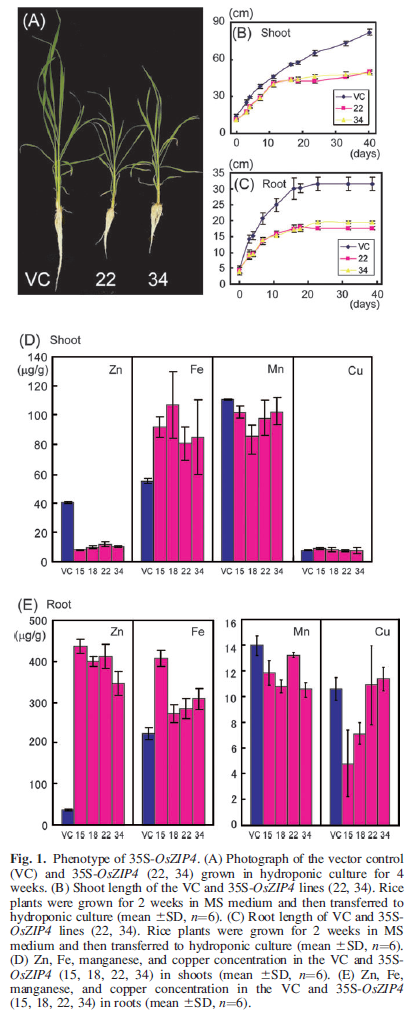 (A)
VC 22 34
(cm) (B) Shoot
90
60
30
0
0 10 20 30 40
(days)
VC
22
34
(cm)
(C) Root
35
30
25
20
15
10
5
0
0 10 20 30 40
(days)
VC
22
34
(D) Shoot
(μg/g)
140
120
100
80
60
40
20
0
Zn Fe Mn Cu
VC 15 18 22 34 VC 15 18 22 34 VC 15 18 22 34 VC 15 18 22 34
(E) Root
(μg/g)
500
400
300
200
100
0
Zn Fe
VC 15 18 22 34 VC 15 18 22 34
16
14
12
10
8
6
4
2
0
Mn Cu
VC 15 18 22 34 VC 15 18 22 34
Fig. 1. Phenotype of 35S-OsZIP4. (A) Photograph of the vector control
(VC) and 35S-OsZIP4 (22, 34) grown in hydroponic culture for 4
weeks. (B) Shoot length of the VC and 35S-OsZIP4 lines (22, 34). Rice
plants were grown for 2 weeks in MS medium and then transferred to
hydroponic culture (mean ±SD, n=6). (C) Root length of VC and 35S-
OsZIP4 lines (22, 34). Rice plants were grown for 2 weeks in MS
medium and then transferred to hydroponic culture (mean ±SD, n=6).
(D) Zn, Fe, manganese, and copper concentration in the VC and 35S-
OsZIP4 (15, 18, 22, 34) in shoots (mean ±SD, n=6). (E) Zn, Fe,
manganese, and copper concentration in the VC and 35S-OsZIP4
(15, 18, 22, 34) in roots (mean ±SD, n=6).